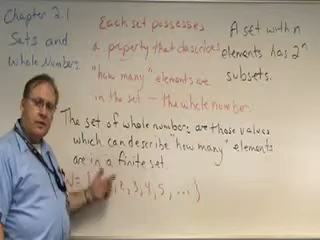 Chapter 2.1
Sets and
Whole Numbers
Each set possesses
a property that describes
"how many" elements are
in the set — the whole number.
A set with n
elements has 2ⁿ
subsets.
The set of whole numbers are those values
which can describe "how many" elements
are in a finite set.
= { 2, 3, 4, 5, ... }